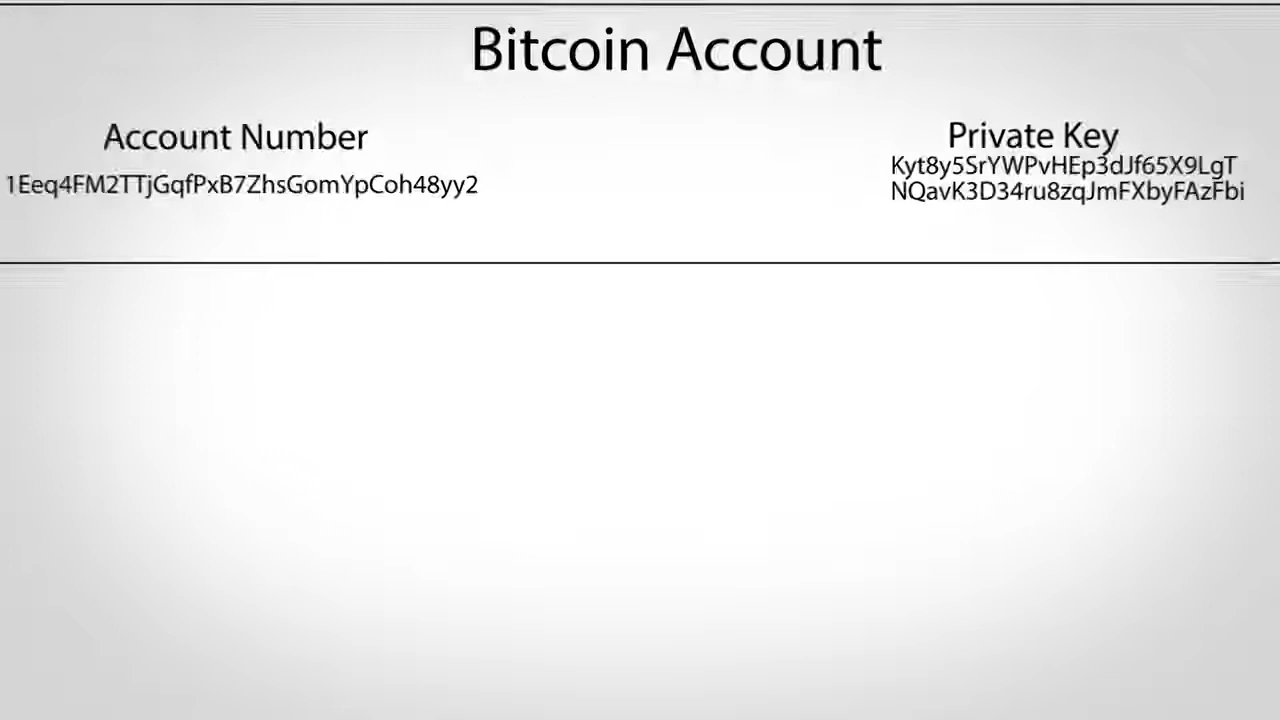 Bitcoin Account
Account Number
1Eeq4FM2TTjGqfPxB7ZhsGomYpCoh48yy2
Private Key
Kyt8y5SrYWPvHEp3dJf65X9LgT
NQavK3D34ru8zqJmFXbyFAzFbi